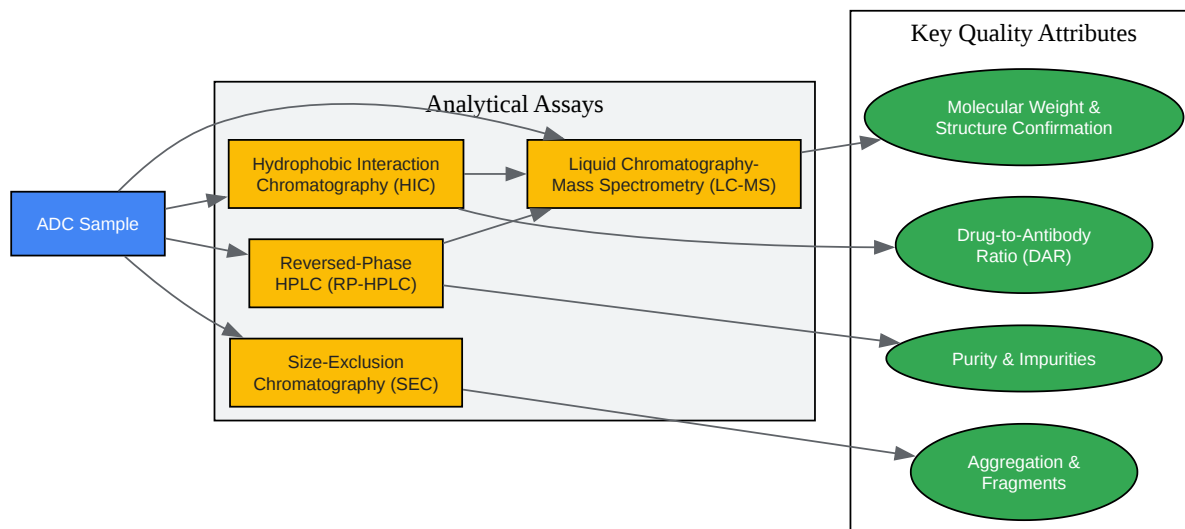 Key Quality Attributes
Analytical Assays
Molecular Weight &
Structure Confirmation
Hydrophobic Interaction
Chromatography (HIC)
Liquid Chromatography-
Mass Spectrometry (LC-MS)
ADC Sample
Drug-to-Antibody
Ratio (DAR)
Reversed-Phase
HPLC (RP-HPLC)
Purity & Impurities
Size-Exclusion
Chromatography (SEC)
Aggregation &
Fragments